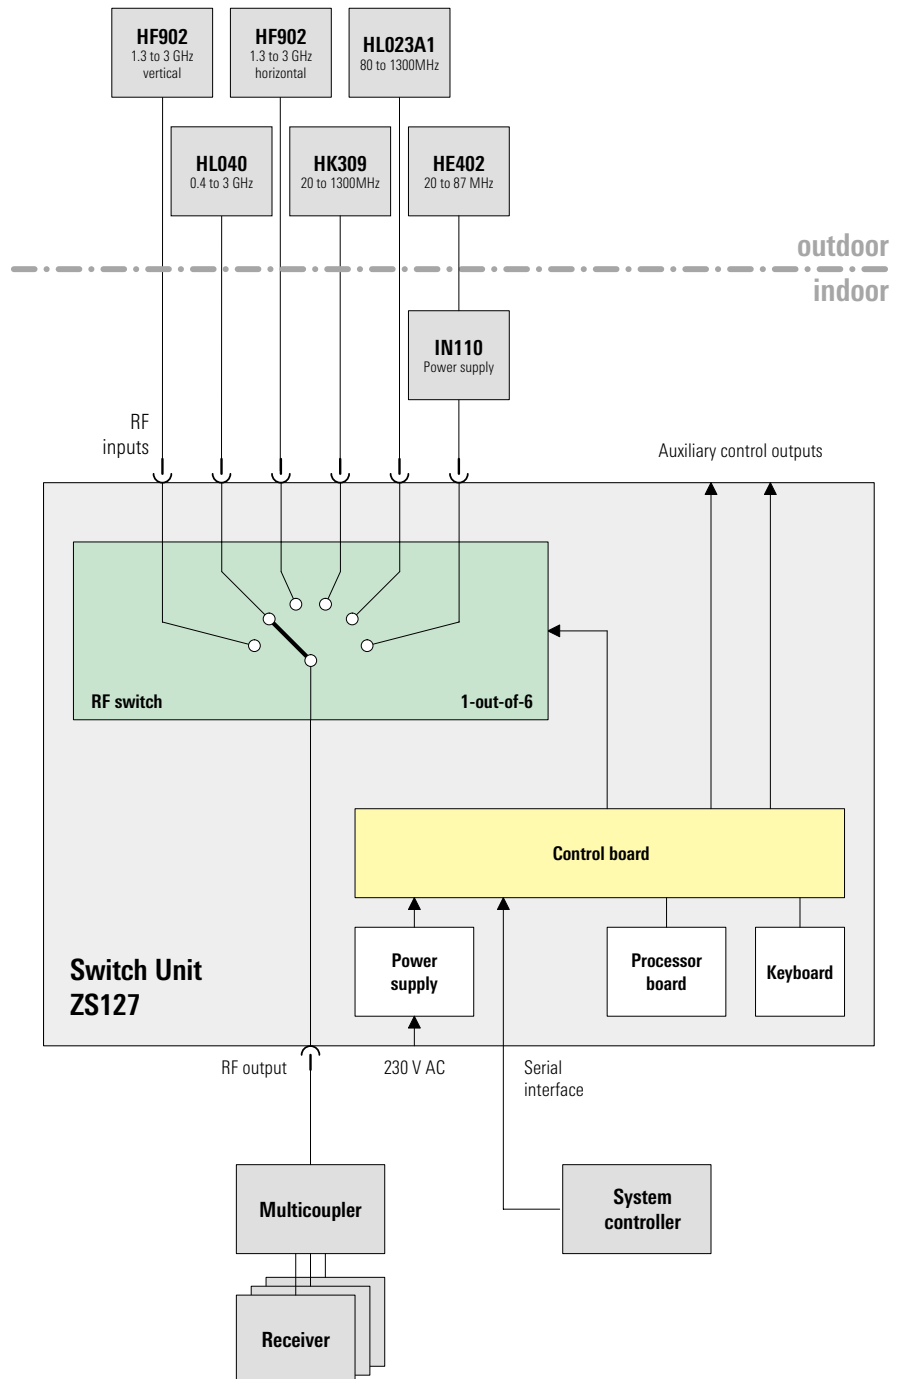 HF902
1.3 to 3 GHz
vertical
HF902
1.3 to 3 GHz
horizontal
HL023A1
80 to 1300MHz
HL040
0.4 to 3 GHz
HK309
20 to 1300MHz
HE402
20 to 87 MHz
outdoor
indoor
IN110
Power supply
RF
inputs
Auxiliary control outputs
RF switch
1-out-of-6
Control board
Switch Unit
ZS127
Power
supply
Processor
board
Keyboard
RF output
230 V AC
Serial
interface
Multicoupler
System
controller
Receiver